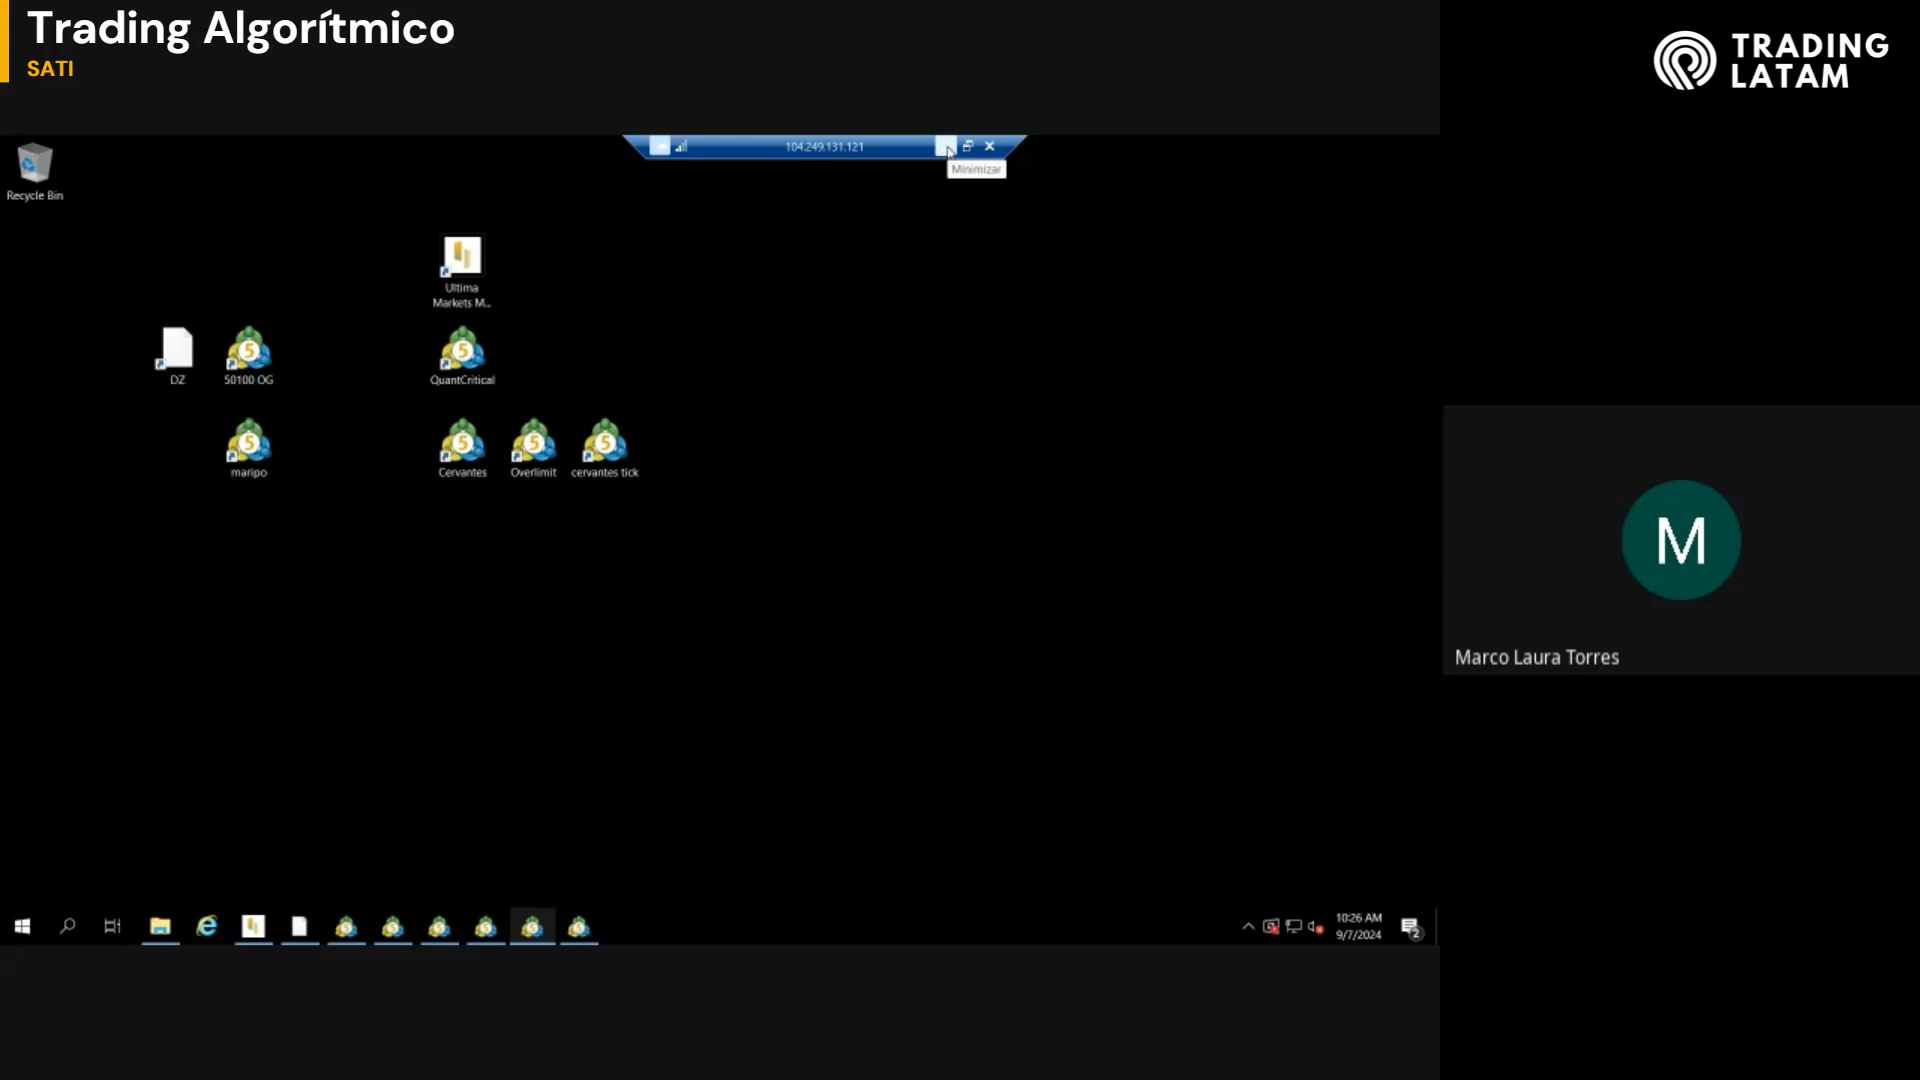 Trading Algorítmico
SATI
TRADING
LATAM
104.249.131.121
Minimizar
Recycle Bin
Ultima
Markets M...
DZ
50100 OG
QuantCritical
maripo
Cervantes
Overlimit
cervantes tick
M
Marco Laura Torres
10:26 AM
9/7/2024
2